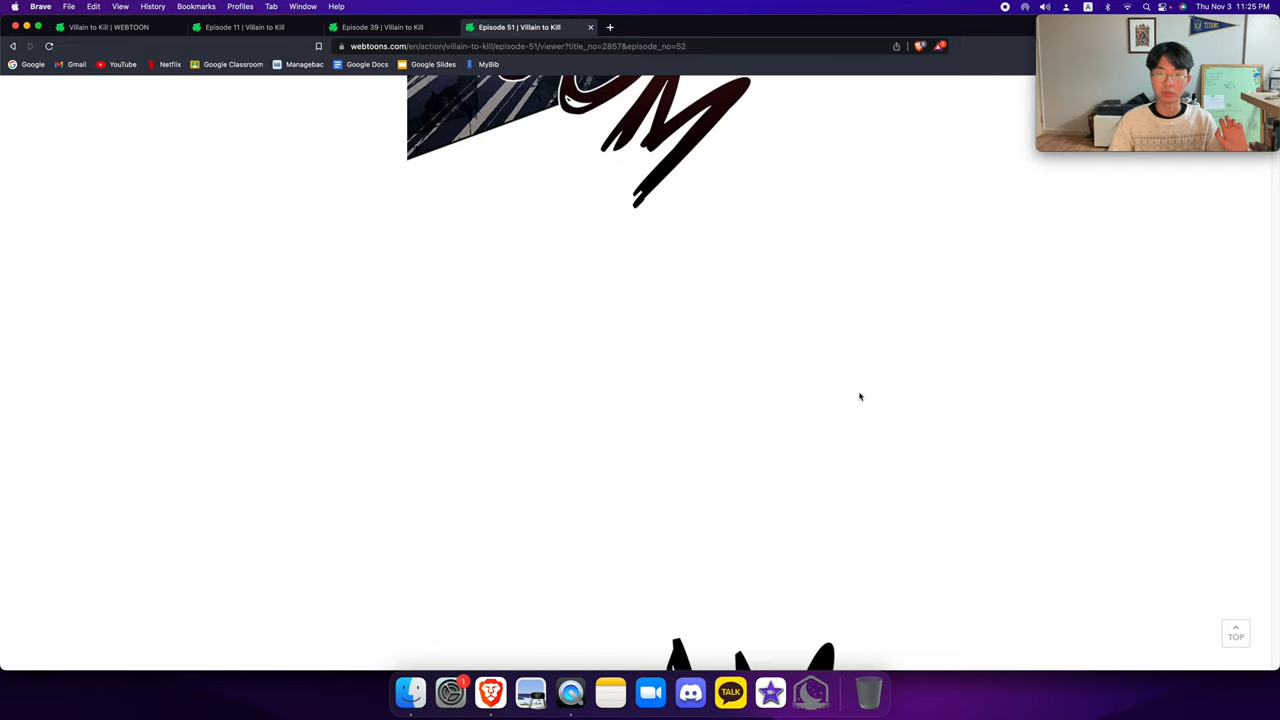 Brave File Edit View History Bookmarks Profiles Tab Window Help
A
Thu Nov 3 11:25 PM
Villain to Kill | WEBTOON
Episode 11 | Villain to Kill
Episode 39 | Villain to Kill
Episode 51 | Villain to Kill
webtoons.com/en/action/villain-to-kill/episode-51/viewer?title_no=2857&episode_no=52
Google Gmail YouTube Netflix Google Classroom Managebac Google Docs Google Slides MyBib
TITANS
M
TOP
1
TALK